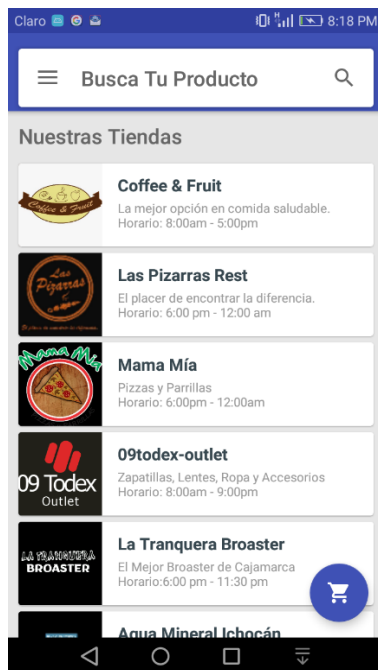 Claro 8:18 PM
Busca Tu Producto
Nuestras Tiendas
Coffee & Fruit
Coffee & Fruit
La mejor opción en comida saludable.
Horario: 8:00am - 5:00pm
Las Pizarras
Las Pizarras Rest
El placer de encontrar la diferencia.
Horario: 6:00 pm - 12:00 am
Mama Mia
Mama Mía
Pizzas y Parrillas
Horario: 6:00pm - 12:00am
09 Todex
Outlet
09todex-outlet
Zapatillas, Lentes, Ropa y Accesorios
Horario: 8:00am - 9:00pm
LA TRANQUERA
BROASTER
La Tranquera Broaster
El Mejor Broaster de Cajamarca
Horario:6:00 pm - 11:30 pm
Agua Mineral Ichocán